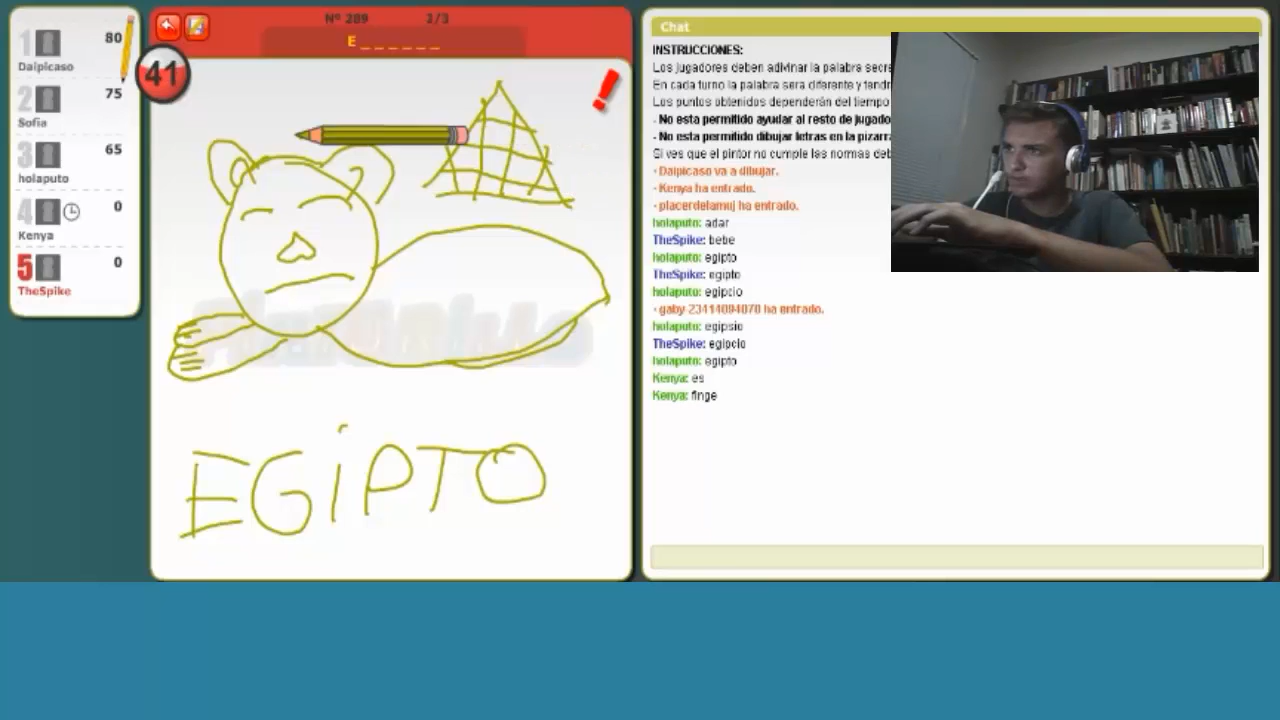 1
80
Daipicaso
2
75
Sofia
3
65
holaputo
4
0
Kenya
5
0
TheSpike
41
Nº 289 2/3
E______
!
EGIPTO
Chat
INSTRUCCIONES:
Los jugadores deben adivinar la palabra secre
En cada turno la palabra sera diferente y tendr
Los puntos obtenidos dependerán del tiempo
- No esta permitido ayudar al resto de jugado
- No esta permitido dibujar letras en la pizarra
Si ves que el pintor no cumple las normas deb
· Daipicaso va a dibujar.
· Kenya ha entrado.
· placerdelamuj ha entrado.
holaputo: adar
TheSpike: bebe
holaputo: egipto
TheSpike: egipto
holaputo: egipcio
· gaby-23414094070 ha entrado.
holaputo: egipsio
TheSpike: egipcio
holaputo: egipto
Kenya: es
Kenya: finge